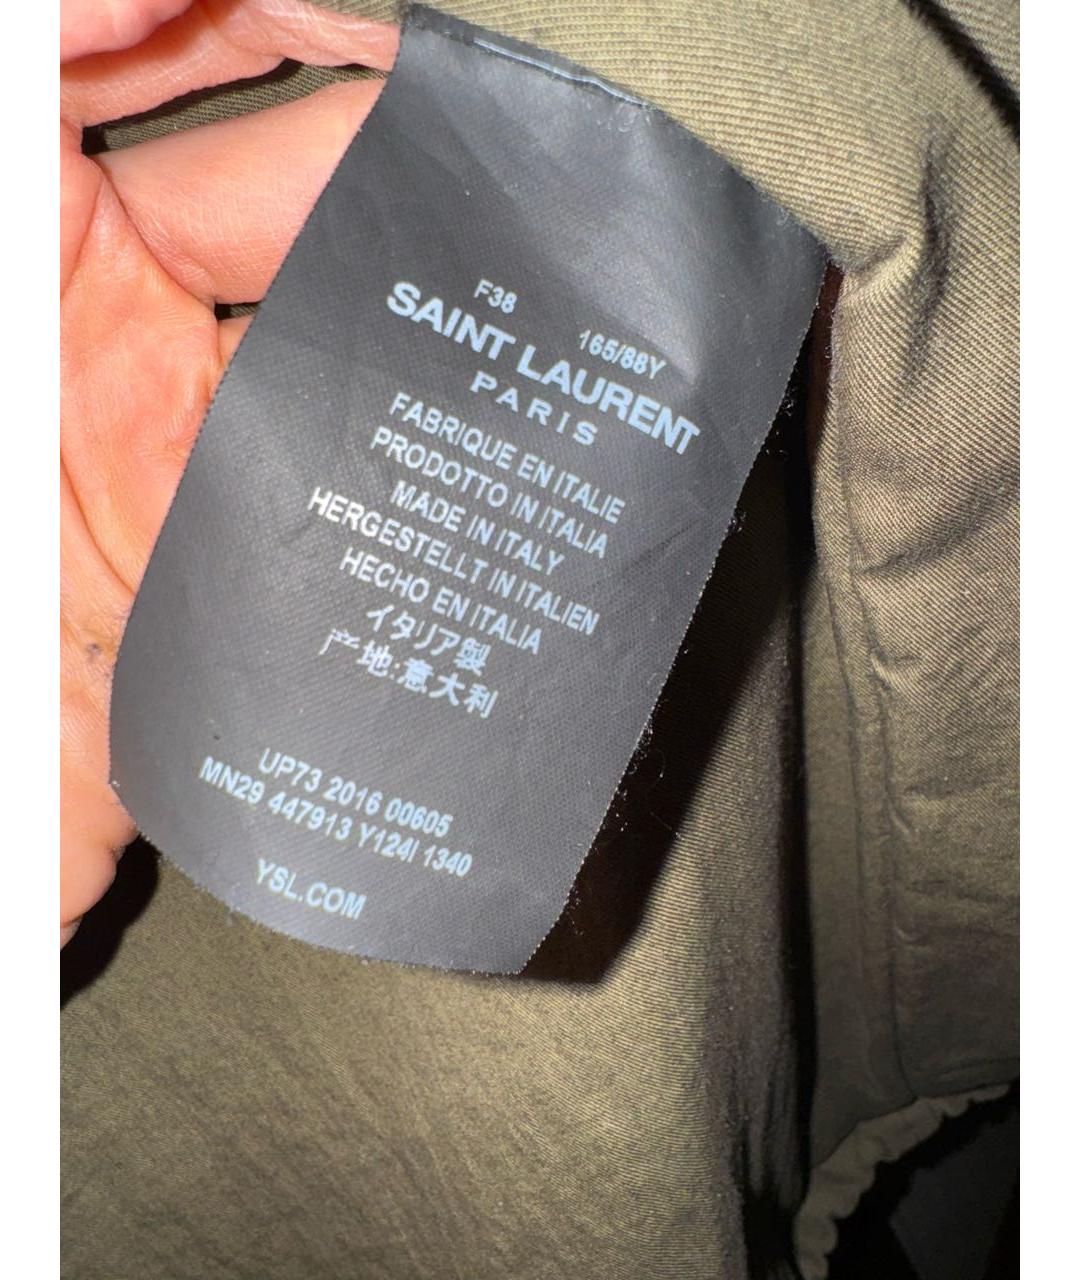 F38 165/88Y
SAINT LAURENT
PARIS
FABRIQUE EN ITALIE
PRODOTTO IN ITALIA
MADE IN ITALY
HERGESTELLT IN ITALIEN
HECHO EN ITALIA
イタリア製
产地:意大利
UP73 2016 00605
MN29 447913 Y124I 1340
YSL.COM